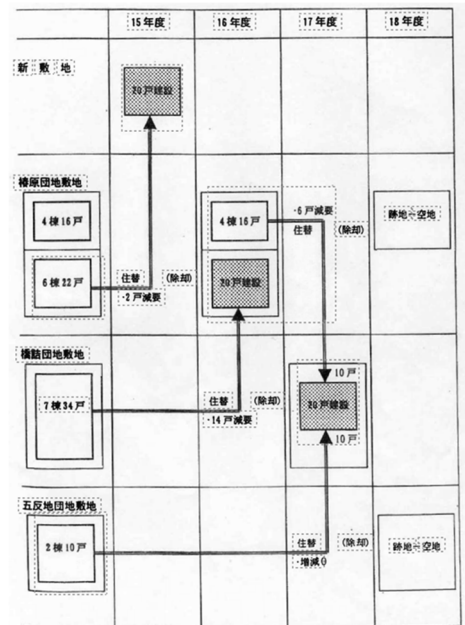 15年度 16年度 17年度 18年度
新敷地
20戸建設
椿原団地敷地
4棟16戸
6棟22戸
住替 (除却)
・2戸減要
4棟16戸
20戸建設
・6戸減要
住替 (除却)
跡地~空地
橋詰団地敷地
7棟34戸
住替 (除却)
・14戸減要
10戸
20戸建設
10戸
五反地団地敷地
2棟10戸
住替 (除却)
・増減0
跡地~空地